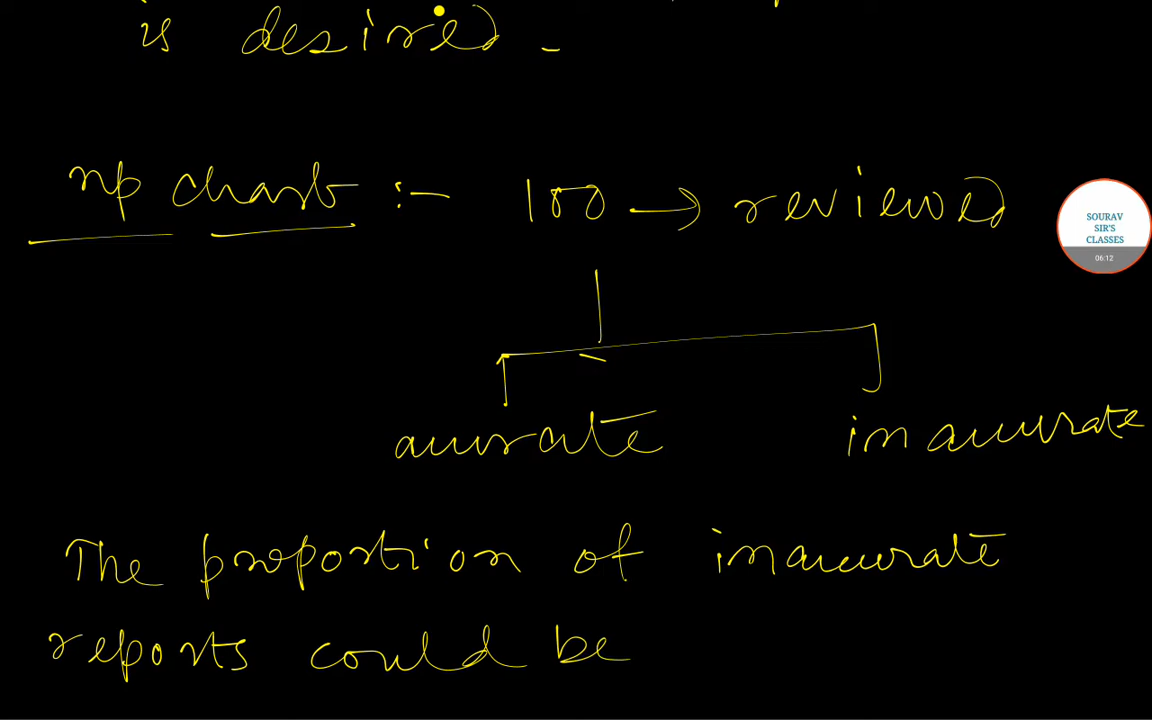 is desired -
np chart :- 100 → reviewed
SOURAV
SIR'S
CLASSES
06:12
accurate inaccurate
The proportion of inaccurate
reports could be